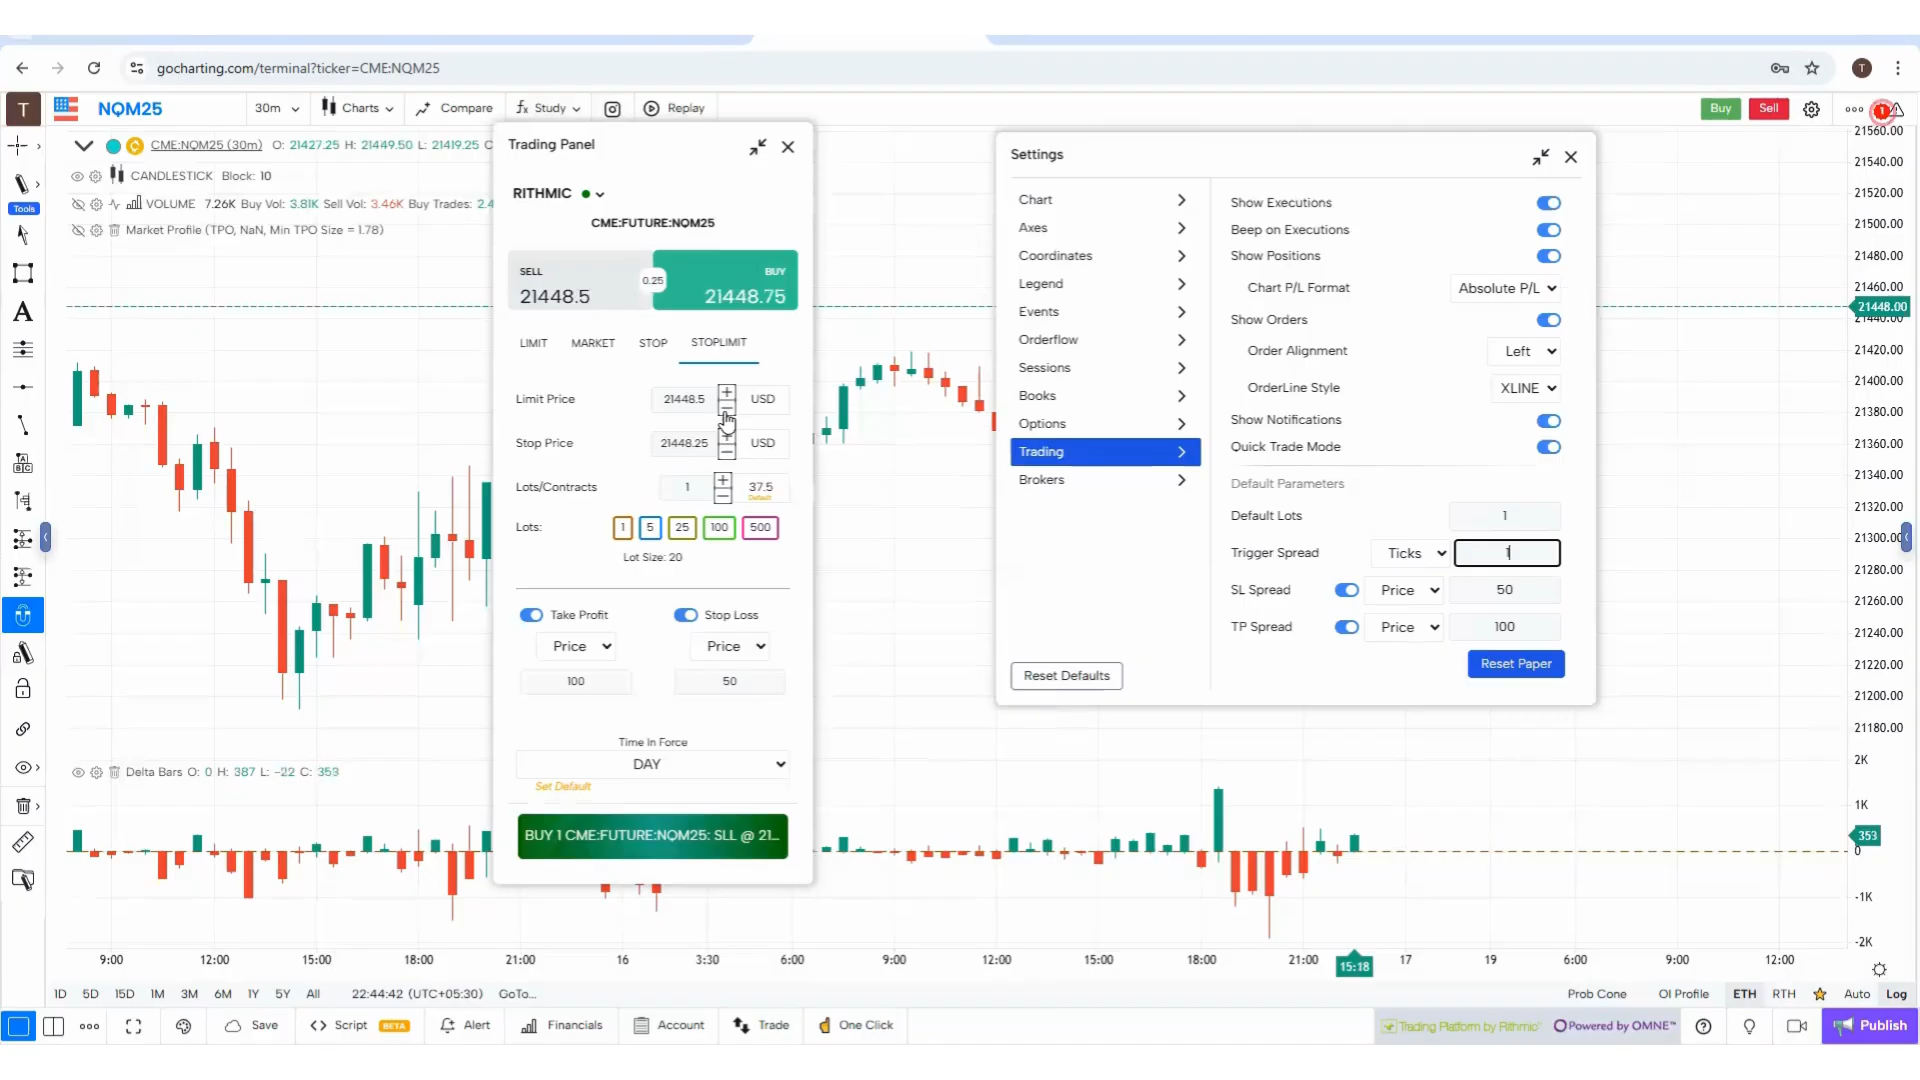 gocharting.com/terminal?ticker=CME:NQM25
T
T
NQM25
30m
Charts
Compare
fx Study
Replay
Buy
Sell
1
CME:NQM25 (30m) O: 21427.25 H: 21449.50 L: 21419.25 C
CANDLESTICK Block: 10
VOLUME 7.26K Buy Vol: 3.81K Sell Vol: 3.46K Buy Trades: 2.4
Market Profile (TPO, NaN, Min TPO Size = 1.78)
Tools
A
Trading Panel
RITHMIC
CME:FUTURE:NQM25
SELL
21448.5
0.25
BUY
21448.75
LIMIT
MARKET
STOP
STOPLIMIT
Limit Price 21448.5 USD
Stop Price 21448.25 USD
Lots/Contracts 1 37.5
Default
Lots: 1 5 25 100 500
Lot Size: 20
Take Profit
Stop Loss
Price
Price
100
50
Time In Force
DAY
Set Default
BUY 1 CME:FUTURE:NQM25: SLL @ 21...
Settings
Chart
Axes
Coordinates
Legend
Events
Orderflow
Sessions
Books
Options
Trading
Brokers
Reset Defaults
Show Executions
Beep on Executions
Show Positions
Chart P/L Format Absolute P/L
Show Orders
Order Alignment Left
OrderLine Style XLINE
Show Notifications
Quick Trade Mode
Default Parameters
Default Lots 1
Trigger Spread Ticks 1
SL Spread Price 50
TP Spread Price 100
Reset Paper
21560.00
21540.00
21520.00
21500.00
21480.00
21460.00
21448.00
21440.00
21420.00
21400.00
21380.00
21360.00
21340.00
21320.00
21300.00
21280.00
21260.00
21240.00
21220.00
21200.00
21180.00
2K
1K
353
0
-1K
-2K
Delta Bars O: 0 H: 387 L: -22 C: 353
9:00 12:00 15:00 18:00 21:00 16 3:30 6:00 9:00 12:00 15:00 18:00 21:00 15:18 17 19 6:00 9:00 12:00
1D 5D 15D 1M 3M 6M 1Y 5Y All 22:44:42 (UTC+05:30) GoTo...
Prob Cone OI Profile ETH RTH Auto Log
Save
Script BETA
Alert
Financials
Account
Trade
One Click
Trading Platform by Rithmic™
Powered by OMNE™
Publish